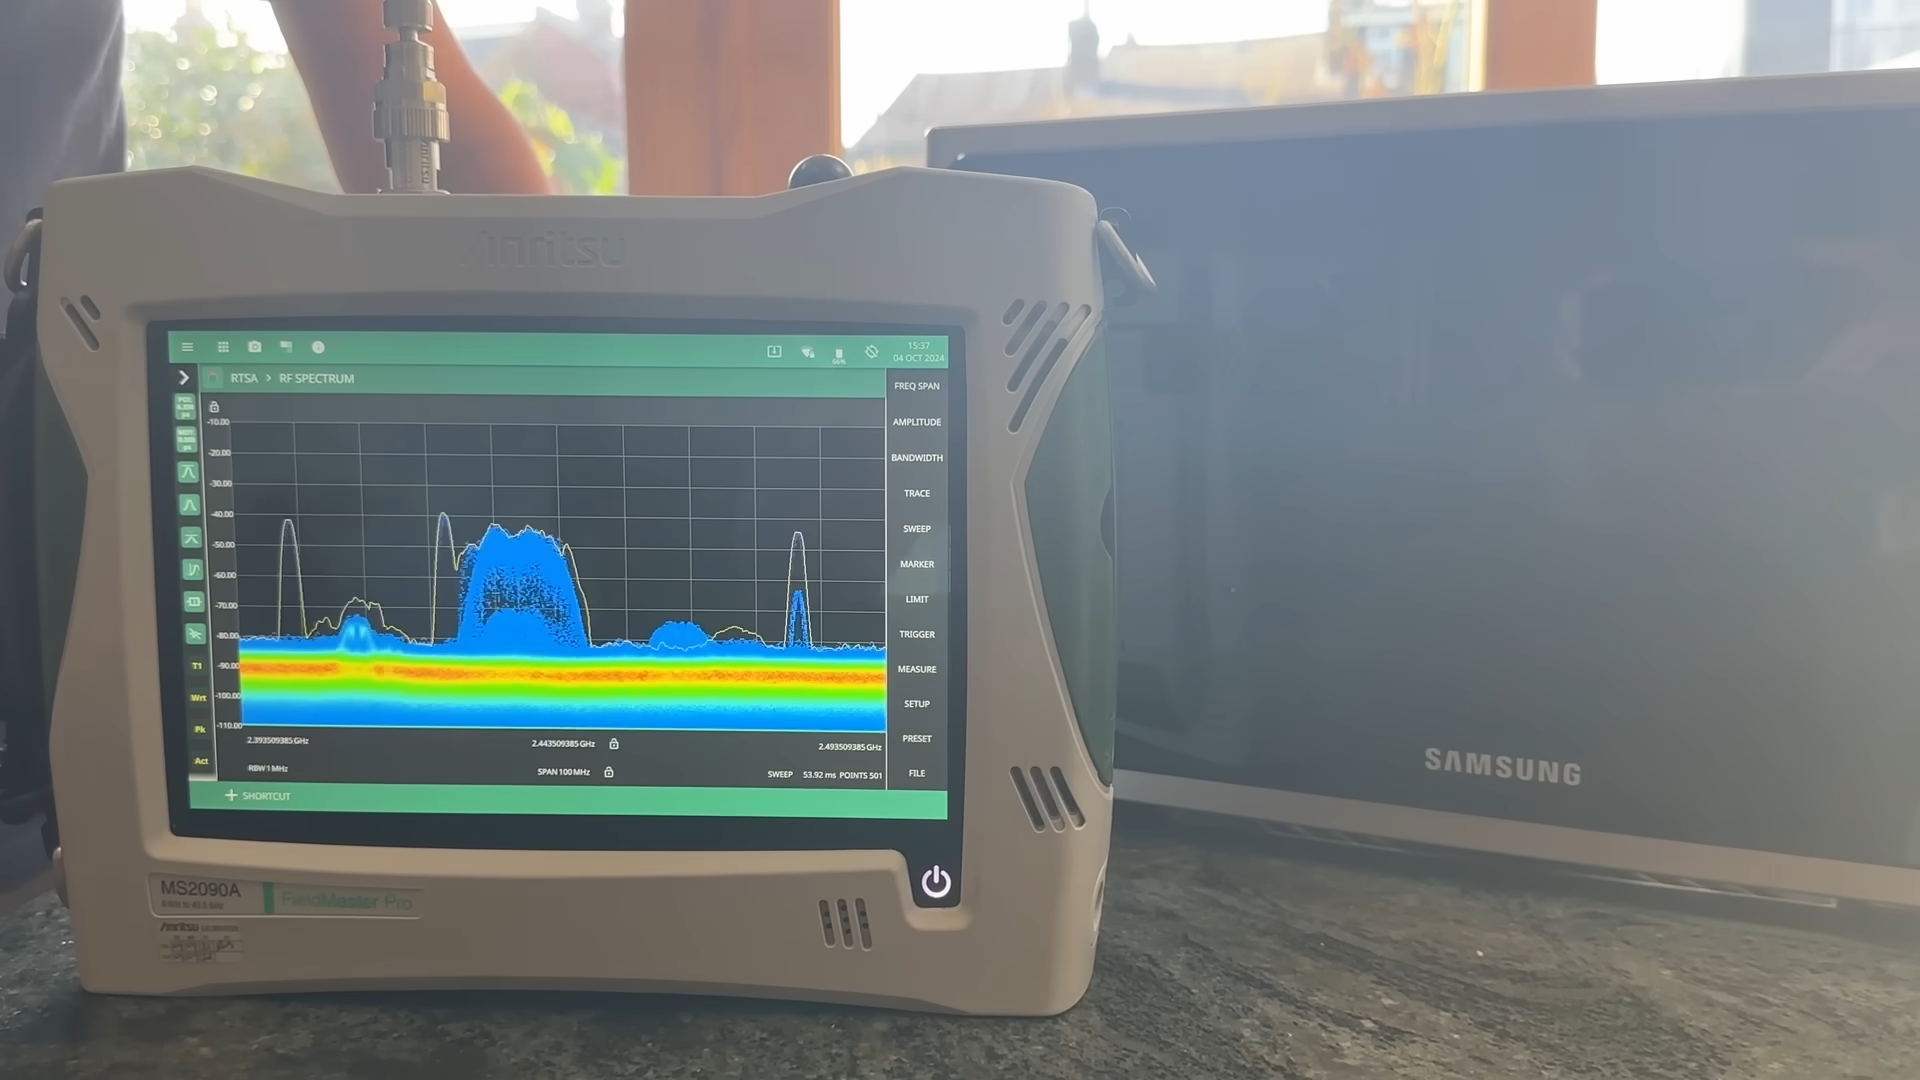 Anritsu
15:37
66%
04 OCT 2024
RTSA > RF SPECTRUM
FREQ SPAN
AMPLITUDE
BANDWIDTH
TRACE
SWEEP
MARKER
LIMIT
TRIGGER
MEASURE
SETUP
PRESET
FILE
-10.00
-20.00
-30.00
-40.00
-50.00
-60.00
-70.00
-80.00
-90.00
-100.00
-110.00
T1
Wrt
Pk
Act
2.393509385 GHz
2.443509385 GHz
2.493509385 GHz
RBW 1 MHz
SPAN 100 MHz
SWEEP 53.92 ms POINTS 501
+ SHORTCUT
MS2090A
FieldMaster Pro
Anritsu
SAMSUNG